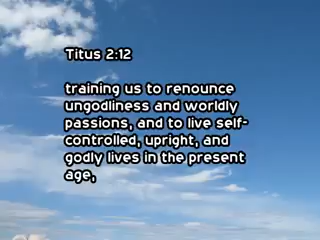 Titus 2:12
training us to renounce
ungodliness and worldly
passions, and to live self-
controlled, upright, and
godly lives in the present
age,